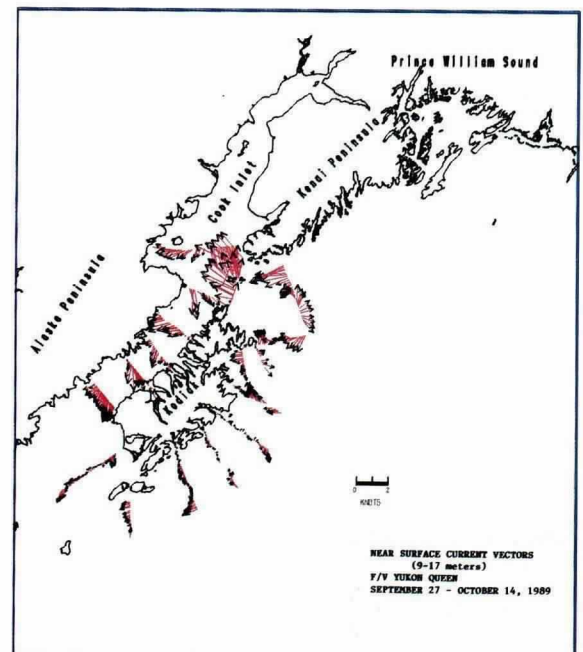 Prince William Sound
Cook Inlet
Kenai Peninsula
Alaska Peninsula
Kodiak
0 2
KNOTS
NEAR SURFACE CURRENT VECTORS
(9-17 meters)
F/V YUKON QUEEN
SEPTEMBER 27 - OCTOBER 14, 1989